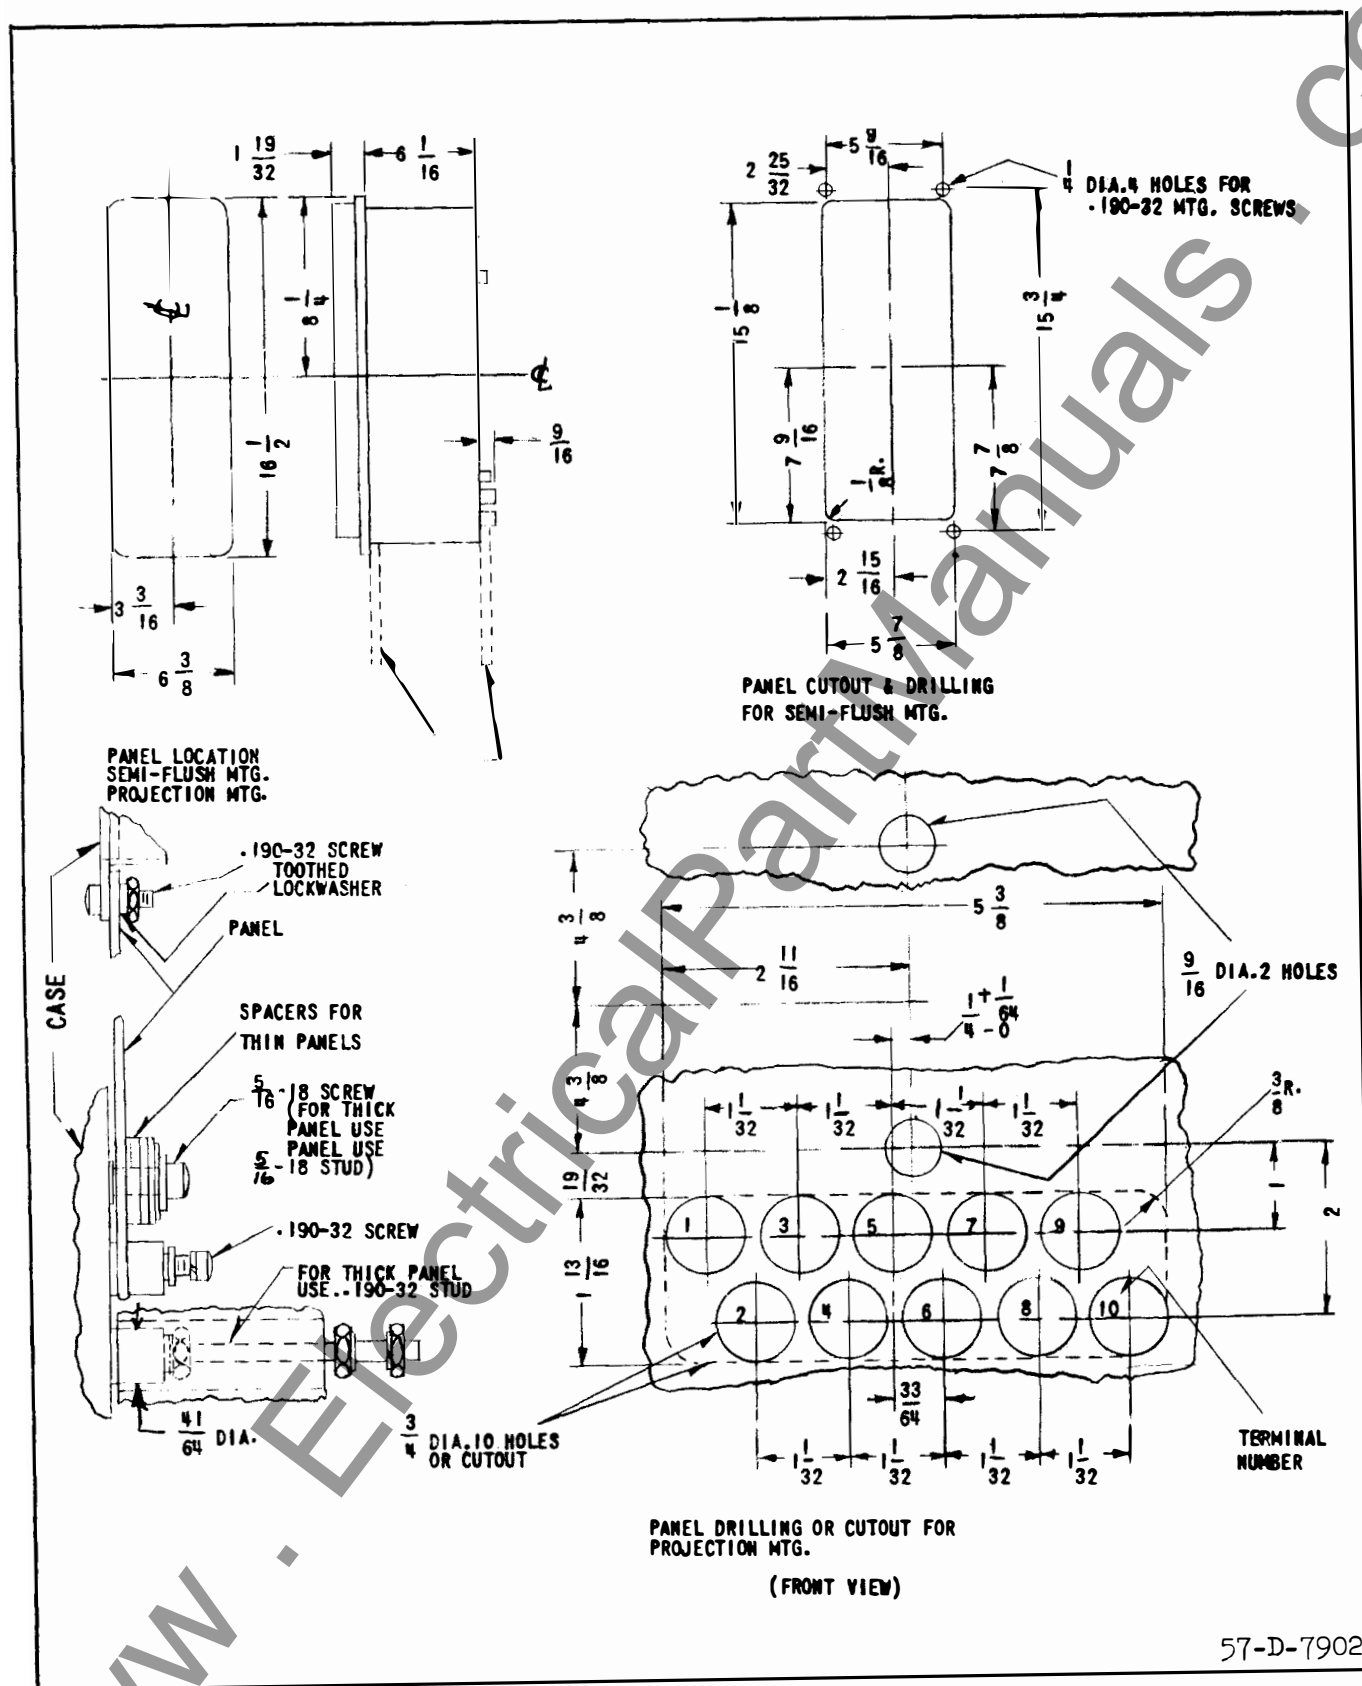 1 19/32
6 1/16
8 1/4
16 1/2
9/16
3 3/16
6 3/8
PANEL LOCATION
SEMI-FLUSH MTG.
PROJECTION MTG.
5 9/16
2 25/32
1/4 DIA.4 HOLES FOR
.190-32 MTG. SCREWS
15 1/8
15 3/4
7 9/16
7 7/8
1/8 R.
2 15/16
5 7/8
PANEL CUTOUT & DRILLING
FOR SEMI-FLUSH MTG.
.190-32 SCREW
TOOTHED
LOCKWASHER
PANEL
CASE
SPACERS FOR
THIN PANELS
5/16-18 SCREW
(FOR THICK
PANEL USE
PANEL USE
5/16-18 STUD)
.190-32 SCREW
FOR THICK PANEL
USE..190-32 STUD
41/64 DIA.
3/4 DIA.10 HOLES
OR CUTOUT
4 3/8
5 3/8
2 11/16
9/16 DIA.2 HOLES
1/4 + 1/64 - 0
4 3/8
1 1/32
1 1/32
1 1/32
1 1/32
3/8 R.
19/32
1
2
1 13/16
1
3
5
7
9
2
4
6
8
10
33/64
1 1/32
1 1/32
1 1/32
1 1/32
TERMINAL
NUMBER
PANEL DRILLING OR CUTOUT FOR
PROJECTION MTG.
(FRONT VIEW)
57-D-7902
w . ElectricalPartManuals . co